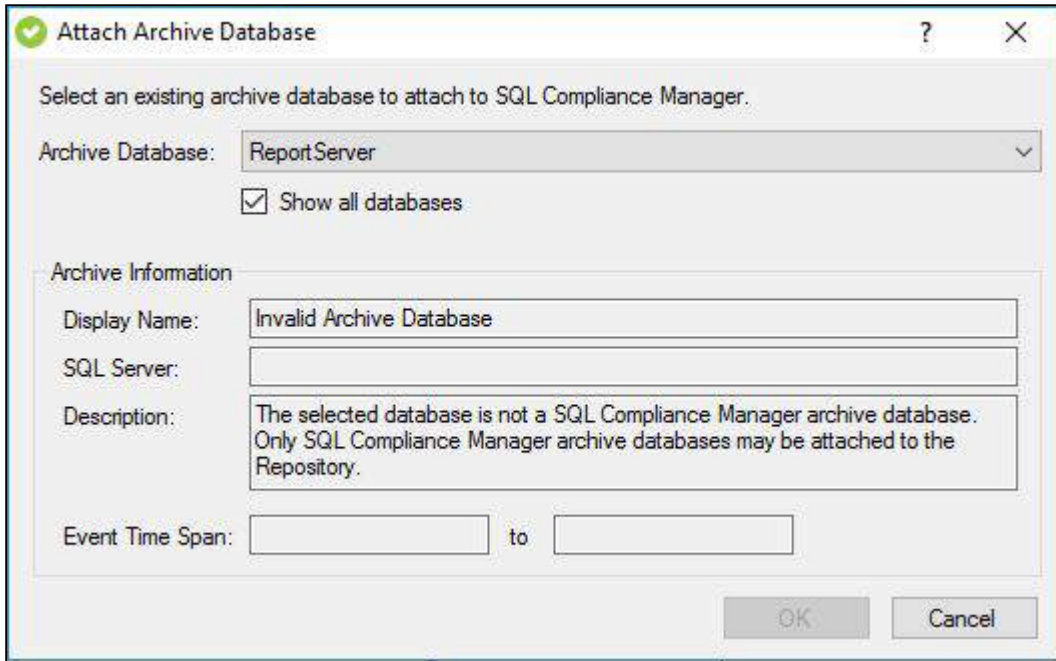 Attach Archive Database
?
Select an existing archive database to attach to SQL Compliance Manager.
Archive Database: ReportServer
Show all databases
Archive Information
Display Name: Invalid Archive Database
SQL Server:
Description: The selected database is not a SQL Compliance Manager archive database.
Only SQL Compliance Manager archive databases may be attached to the
Repository.
Event Time Span: to
OK Cancel